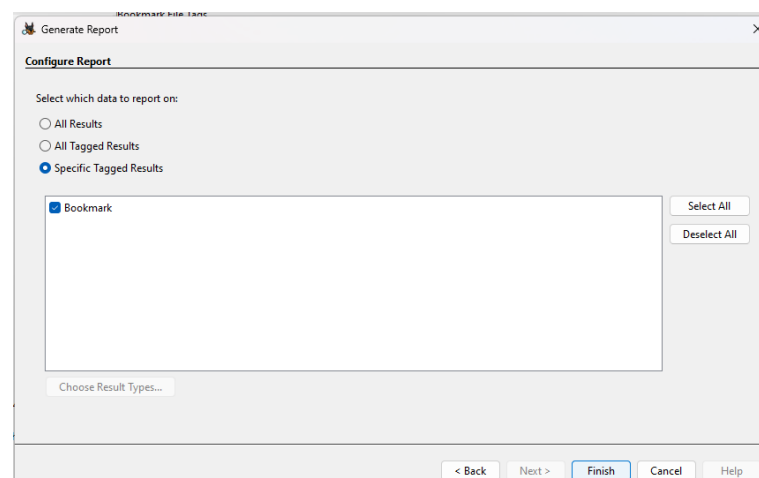 Bookmark File Tags
Generate Report
Configure Report
Select which data to report on:
All Results
All Tagged Results
Specific Tagged Results
Bookmark
Select All
Deselect All
Choose Result Types...
< Back Next > Finish Cancel Help